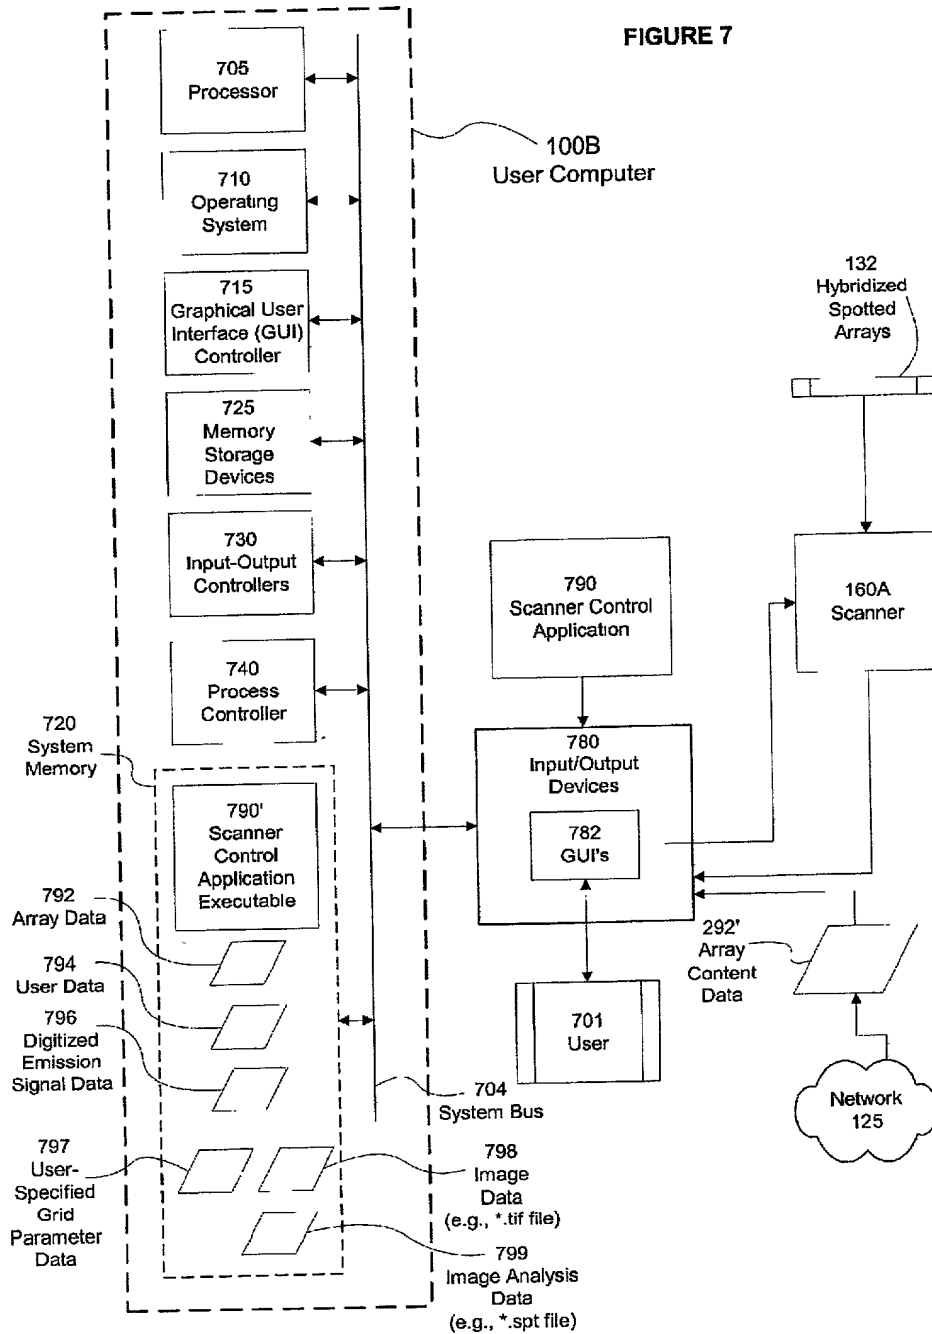 FIGURE 7
705
Processor
100B
User Computer
710
Operating
System
715
Graphical User
Interface (GUI)
Controller
132
Hybridized
Spotted
Arrays
725
Memory
Storage
Devices
730
Input-Output
Controllers
790
Scanner Control
Application
160A
Scanner
740
Process
Controller
720
System
Memory
780
Input/Output
Devices
782
GUI's
790'
Scanner
Control
Application
Executable
792
Array Data
794
User Data
796
Digitized
Emission
Signal Data
292'
Array
Content
Data
701
User
704
System Bus
Network
125
797
User-
Specified
Grid
Parameter
Data
798
Image
Data
(e.g., *.tif file)
799
Image Analysis
Data
(e.g., *.spt file)